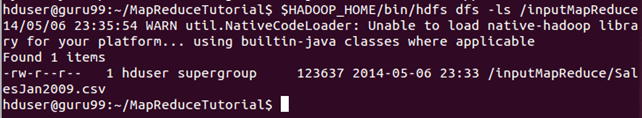 hduser@guru99:~/MapReduceTutorial$ $HADOOP_HOME/bin/hdfs dfs -ls /inputMapReduce
14/05/06 23:35:54 WARN util.NativeCodeLoader: Unable to load native-hadoop libra
ry for your platform... using builtin-java classes where applicable
Found 1 items
-rw-r--r--   1 hduser supergroup     123637 2014-05-06 23:33 /inputMapReduce/Sal
esJan2009.csv
hduser@guru99:~/MapReduceTutorial$